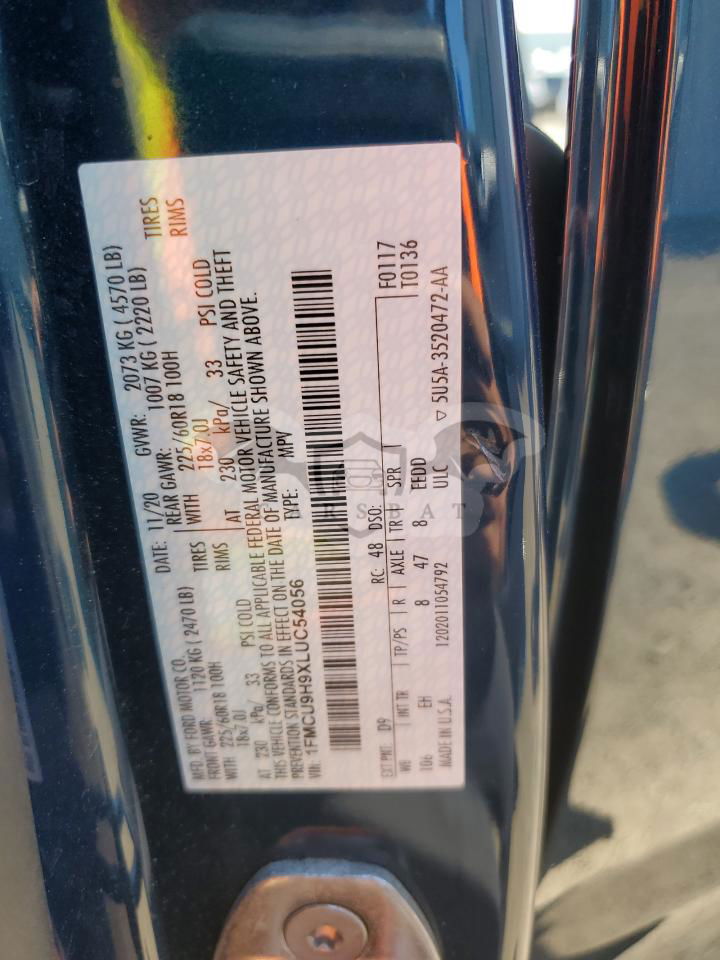 MFD. BY FORD MOTOR CO. DATE: 11/20 GVWR: 2073 KG ( 4570 LB)
FRONT GAWR: 1120 KG ( 2470 LB) REAR GAWR: 1007 KG ( 2220 LB)
WITH 225/60R18 100H TIRES WITH 225/60R18 100H TIRES
18x7.0J RIMS 18x7.0J RIMS
AT 230 kPa/ 33 PSI COLD AT 230 kPa/ 33 PSI COLD
THIS VEHICLE CONFORMS TO ALL APPLICABLE FEDERAL MOTOR VEHICLE SAFETY AND THEFT
PREVENTION STANDARDS IN EFFECT ON THE DATE OF MANUFACTURE SHOWN ABOVE.
VIN: 1FMCU9H9XLUC54056 TYPE: MPV
EXT PNT: D9 RC: 48 DSO: F0117
WB INT TR TP/PS R AXLE TR SPR T0136
106 EH 8 47 8 EEDD
MADE IN U.S.A. 1202011054792 ULC ▽ 5U5A-3520472-AA